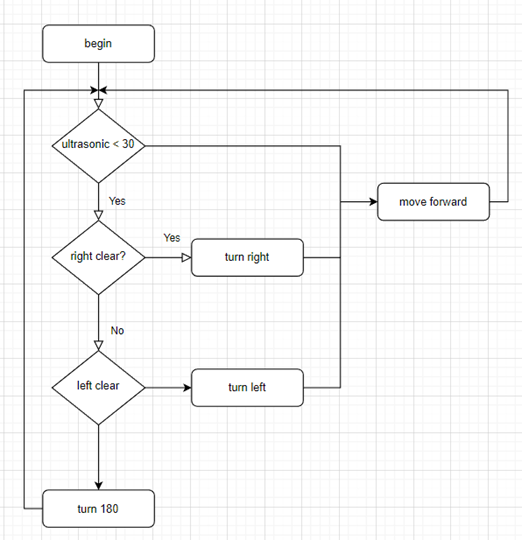 begin
ultrasonic < 30
Yes
move forward
right clear?
Yes
turn right
No
left clear
turn left
turn 180